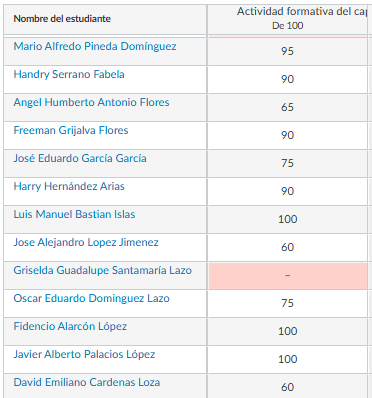 Nombre del estudiante
Actividad formativa del
De 100
Mario Alfredo Pineda Domínguez 95
Handry Serrano Fabela 90
Angel Humberto Antonio Flores 65
Freeman Grijalva Flores 90
José Eduardo García García 75
Harry Hernández Arias 90
Luis Manuel Bastian Islas 100
Jose Alejandro Lopez Jimenez 60
Griselda Guadalupe Santamaría Lazo –
Oscar Eduardo Dominguez Lazo 75
Fidencio Alarcón López 100
Javier Alberto Palacios López 100
David Emiliano Cardenas Loza 60